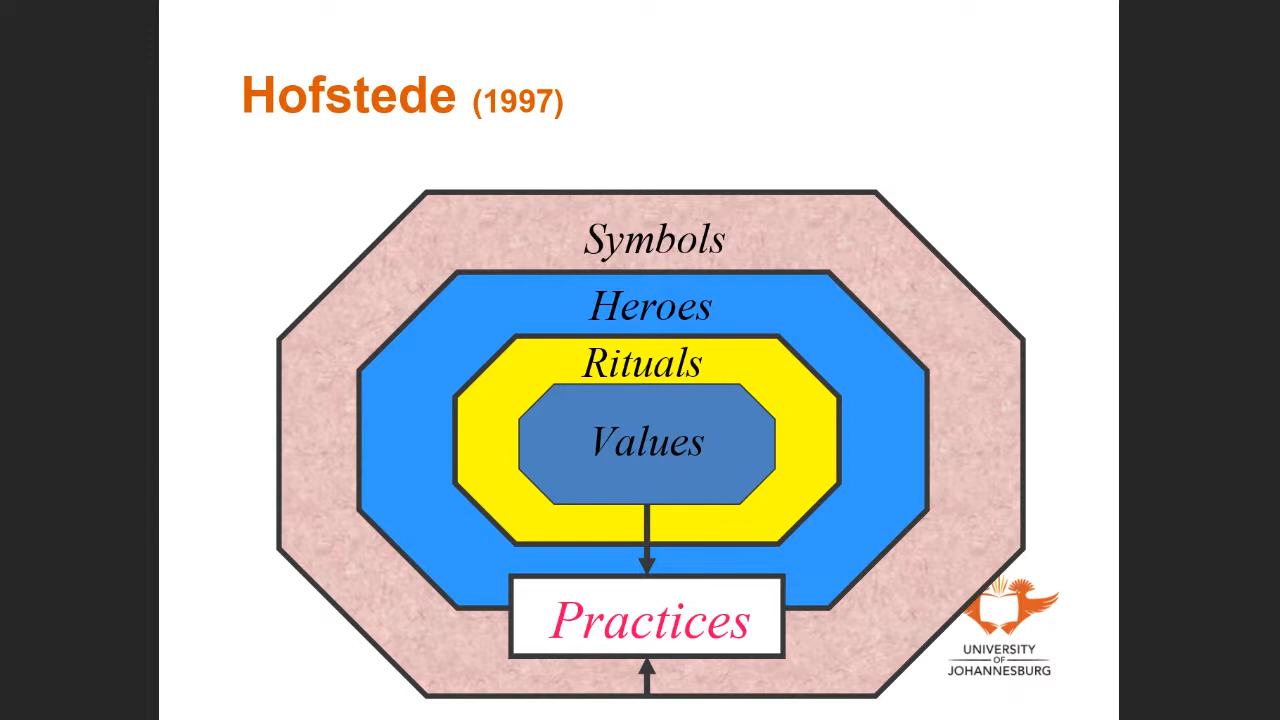 Hofstede (1997)
Symbols
Heroes
Rituals
Values
Practices
UNIVERSITY
OF
JOHANNESBURG